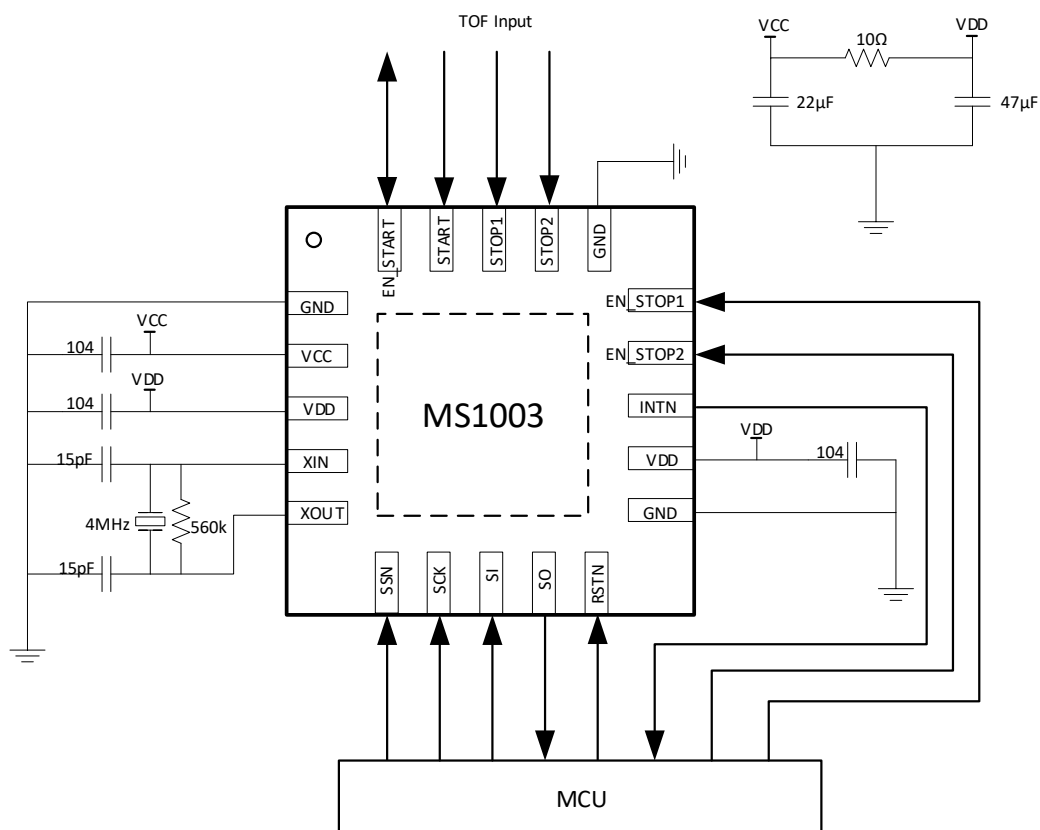 TOF Input
VCC
10Ω
VDD
22µF
47µF
EN_START
START
STOP1
STOP2
GND
GND
VCC
VDD
XIN
XOUT
VCC
104
VDD
104
15pF
4MHz
560k
15pF
MS1003
EN_STOP1
EN_STOP2
INTN
VDD
GND
VDD
104
SSN
SCK
SI
SO
RSTN
MCU